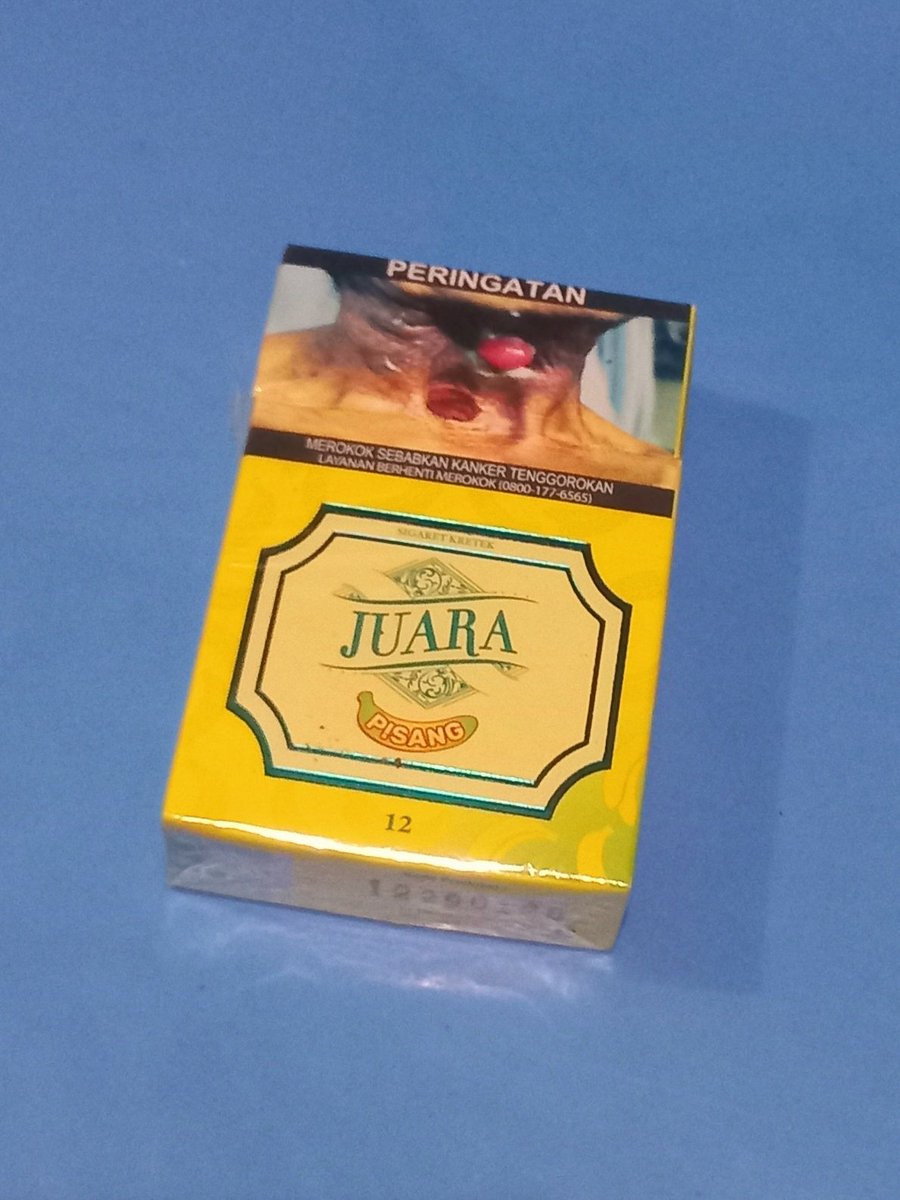 PERINGATAN
MEROKOK SEBABKAN KANKER TENGGOROKAN
LAYANAN BERHENTI MEROKOK (0800-177-6565)
SIGARET KRETEK
JUARA
PISANG
12